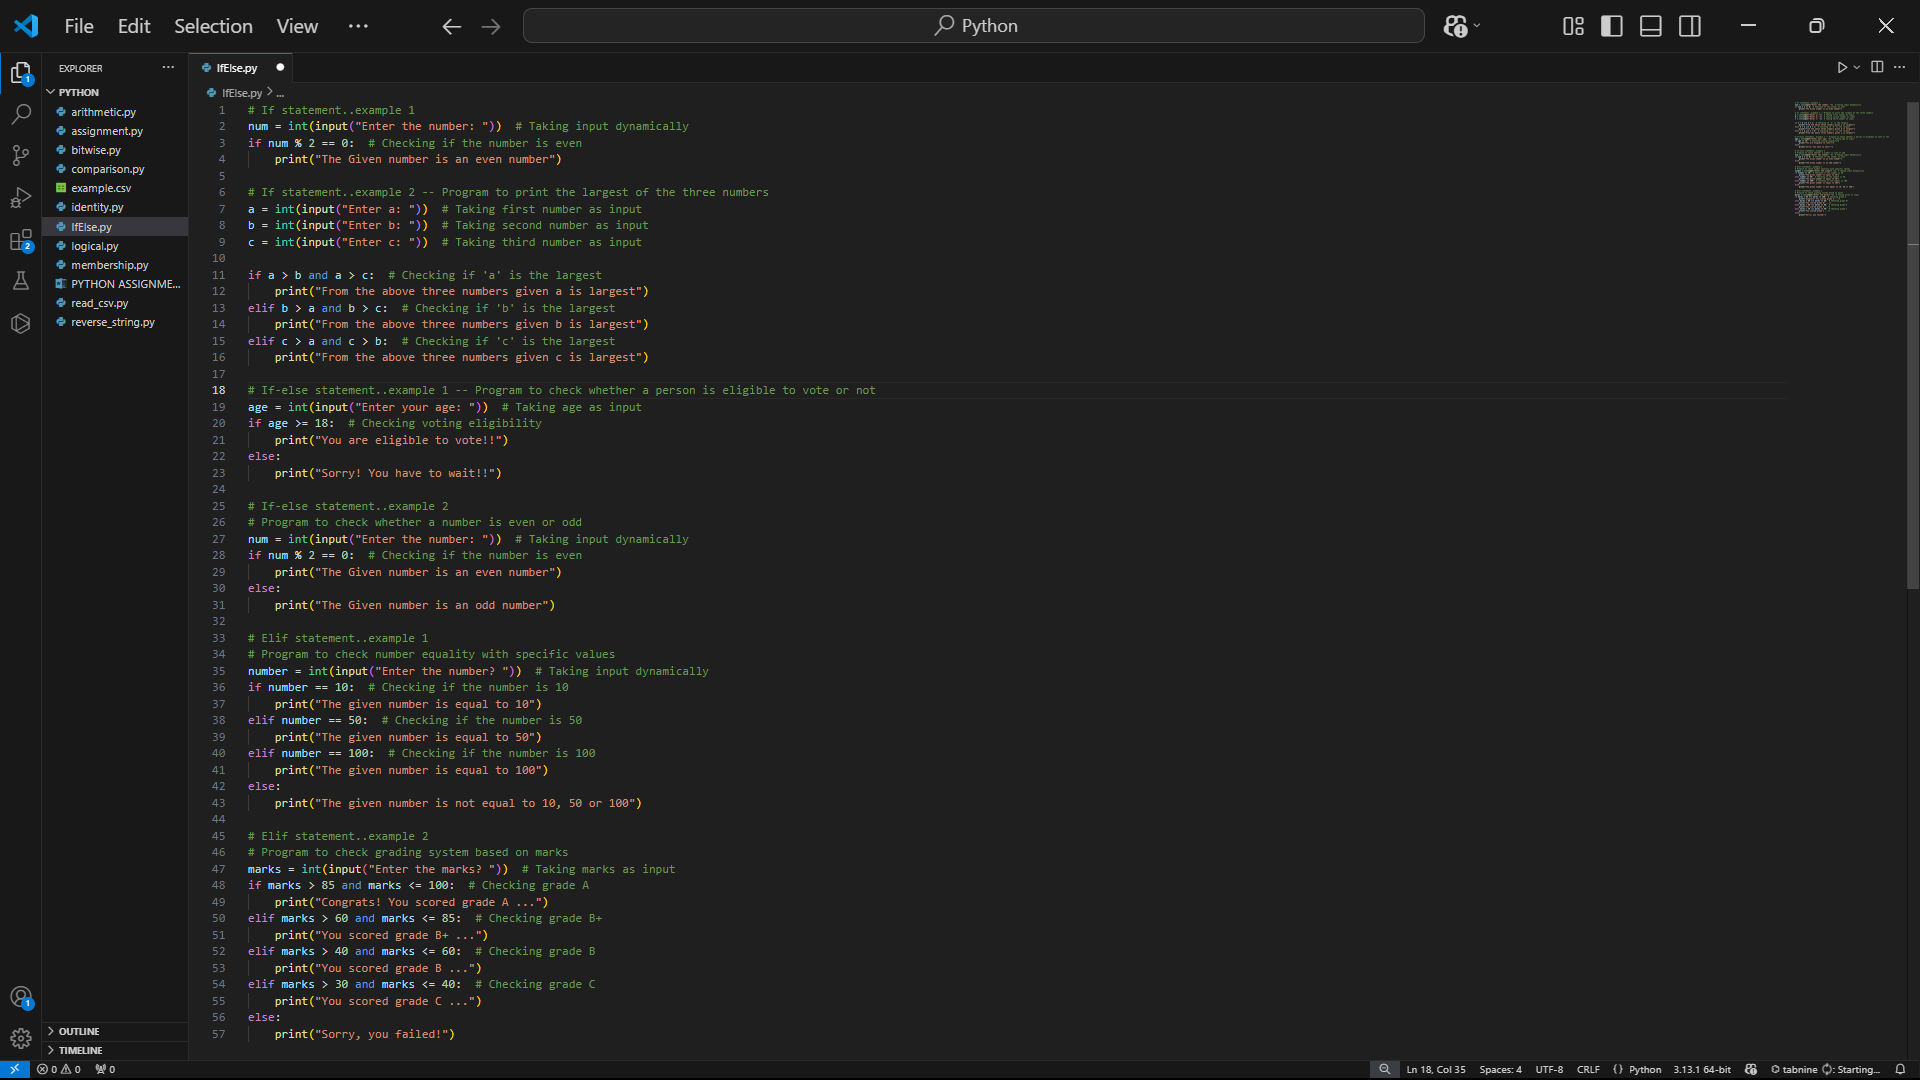 File Edit Selection View ...
Python
EXPLORER ...
PYTHON
arithmetic.py
assignment.py
bitwise.py
comparison.py
example.csv
identity.py
IfElse.py
logical.py
membership.py
PYTHON ASSIGNME...
read_csv.py
reverse_string.py
OUTLINE
TIMELINE
1
2
1
IfElse.py
IfElse.py > ...
1 # If statement..example 1
2 num = int(input("Enter the number: "))  # Taking input dynamically
3 if num % 2 == 0:  # Checking if the number is even
4     print("The Given number is an even number")
5
6 # If statement..example 2 -- Program to print the largest of the three numbers
7 a = int(input("Enter a: "))  # Taking first number as input
8 b = int(input("Enter b: "))  # Taking second number as input
9 c = int(input("Enter c: "))  # Taking third number as input
10
11 if a > b and a > c:  # Checking if 'a' is the largest
12     print("From the above three numbers given a is largest")
13 elif b > a and b > c:  # Checking if 'b' is the largest
14     print("From the above three numbers given b is largest")
15 elif c > a and c > b:  # Checking if 'c' is the largest
16     print("From the above three numbers given c is largest")
17
18 # If-else statement..example 1 -- Program to check whether a person is eligible to vote or not
19 age = int(input("Enter your age: "))  # Taking age as input
20 if age >= 18:  # Checking voting eligibility
21     print("You are eligible to vote!!")
22 else:
23     print("Sorry! You have to wait!!")
24
25 # If-else statement..example 2
26 # Program to check whether a number is even or odd
27 num = int(input("Enter the number: "))  # Taking input dynamically
28 if num % 2 == 0:  # Checking if the number is even
29     print("The Given number is an even number")
30 else:
31     print("The Given number is an odd number")
32
33 # Elif statement..example 1
34 # Program to check number equality with specific values
35 number = int(input("Enter the number? "))  # Taking input dynamically
36 if number == 10:  # Checking if the number is 10
37     print("The given number is equal to 10")
38 elif number == 50:  # Checking if the number is 50
39     print("The given number is equal to 50")
40 elif number == 100:  # Checking if the number is 100
41     print("The given number is equal to 100")
42 else:
43     print("The given number is not equal to 10, 50 or 100")
44
45 # Elif statement..example 2
46 # Program to check grading system based on marks
47 marks = int(input("Enter the marks? "))  # Taking marks as input
48 if marks > 85 and marks <= 100:  # Checking grade A
49     print("Congrats! You scored grade A ...")
50 elif marks > 60 and marks <= 85:  # Checking grade B+
51     print("You scored grade B+ ...")
52 elif marks > 40 and marks <= 60:  # Checking grade B
53     print("You scored grade B ...")
54 elif marks > 30 and marks <= 40:  # Checking grade C
55     print("You scored grade C ...")
56 else:
57     print("Sorry, you failed!")
0 0 0
Ln 18, Col 35 Spaces: 4 UTF-8 CRLF {} Python 3.13.1 64-bit tabnine : Starting...